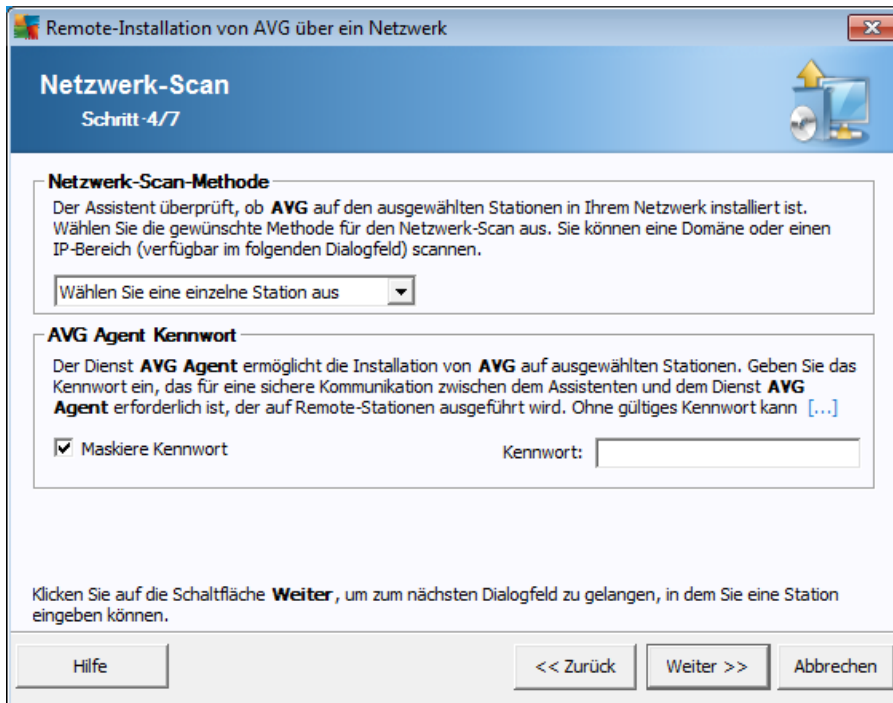 Remote-Installation von AVG über ein Netzwerk
Netzwerk-Scan
Schritt-4/7
Netzwerk-Scan-Methode
Der Assistent überprüft, ob AVG auf den ausgewählten Stationen in Ihrem Netzwerk installiert ist.
Wählen Sie die gewünschte Methode für den Netzwerk-Scan aus. Sie können eine Domäne oder einen
IP-Bereich (verfügbar im folgenden Dialogfeld) scannen.
Wählen Sie eine einzelne Station aus
AVG Agent Kennwort
Der Dienst AVG Agent ermöglicht die Installation von AVG auf ausgewählten Stationen. Geben Sie das
Kennwort ein, das für eine sichere Kommunikation zwischen dem Assistenten und dem Dienst AVG
Agent erforderlich ist, der auf Remote-Stationen ausgeführt wird. Ohne gültiges Kennwort kann [...]
Maskiere Kennwort
Kennwort:
Klicken Sie auf die Schaltfläche Weiter, um zum nächsten Dialogfeld zu gelangen, in dem Sie eine Station
eingeben können.
Hilfe
<< Zurück
Weiter >>
Abbrechen